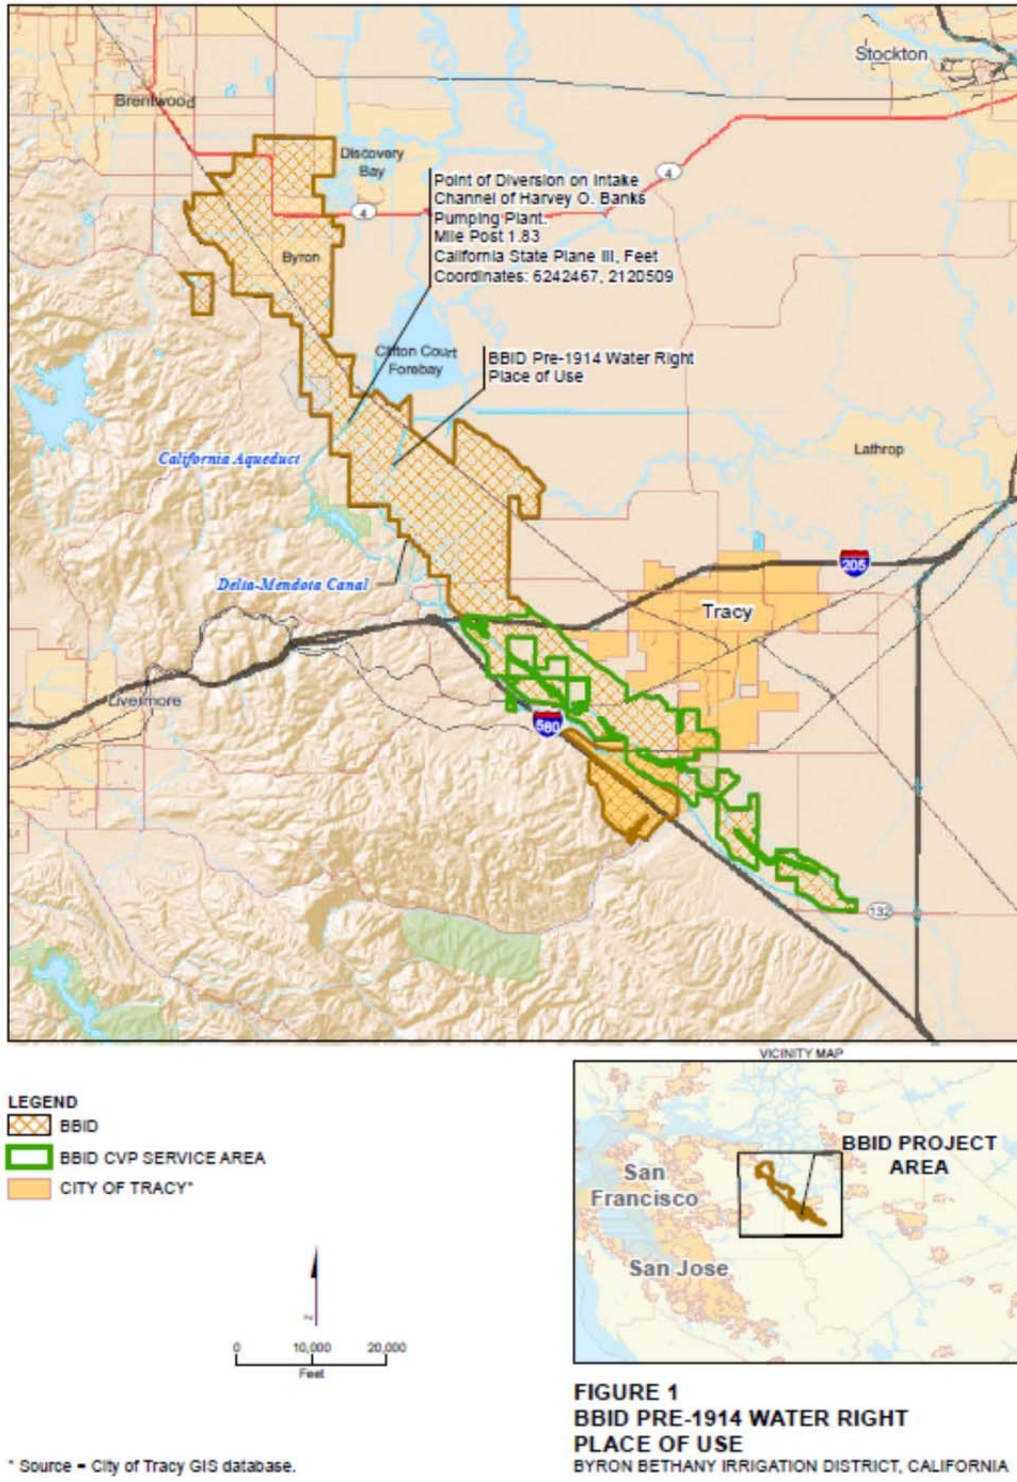 Stockton
Brentwood
Discovery
Bay
4
Point of Diversion on Intake
Channel of Harvey O. Banks
Pumping Plant.
Mile Post 1.83
California State Plane III, Feet
Coordinates: 6242467, 2120509
4
Byron
Clifton Court
Forebay
BBID Pre-1914 Water Right
Place of Use
California Aqueduct
Lathrop
Delta-Mendota Canal
205
Tracy
Livermore
580
132
VICINITY MAP
LEGEND
BBID
BBID CVP SERVICE AREA
CITY OF TRACY*
BBID PROJECT
AREA
San
Francisco
San Jose
N
0 10,000 20,000
Feet
FIGURE 1
BBID PRE-1914 WATER RIGHT
PLACE OF USE
BYRON BETHANY IRRIGATION DISTRICT, CALIFORNIA
* Source = City of Tracy GIS database.